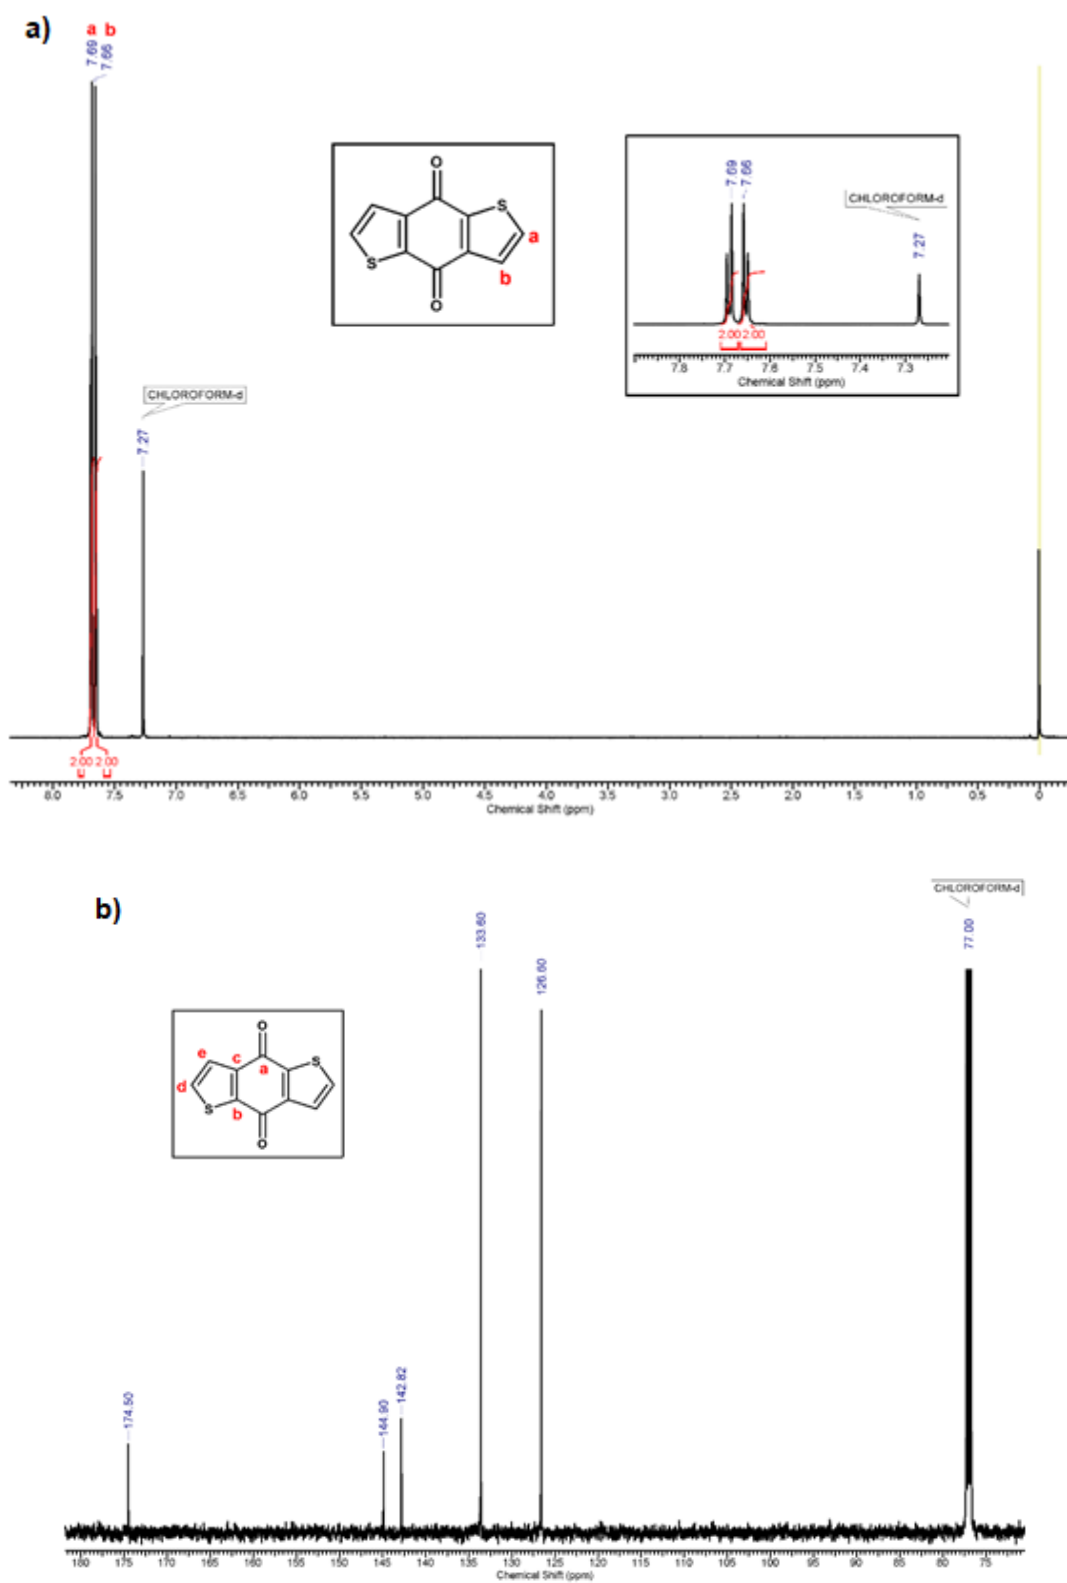 a)
a b
7.69
7.66
O
S
a
b
S
O
7.69
7.66
CHLOROFORM-d
7.27
2.00 2.00
7.8 7.7 7.6 7.5 7.4 7.3
Chemical Shift (ppm)
CHLOROFORM-d
7.27
2.00 2.00
8.0 7.5 7.0 6.5 6.0 5.5 5.0 4.5 4.0 3.5 3.0 2.5 2.0 1.5 1.0 0.5 0
Chemical Shift (ppm)
b)
CHLOROFORM-d
133.60
77.00
126.60
O
e c S
a
d
S b
O
142.82
174.50
144.90
180 175 170 165 160 155 150 145 140 135 130 125 120 115 110 105 100 95 90 85 80 75
Chemical Shift (ppm)